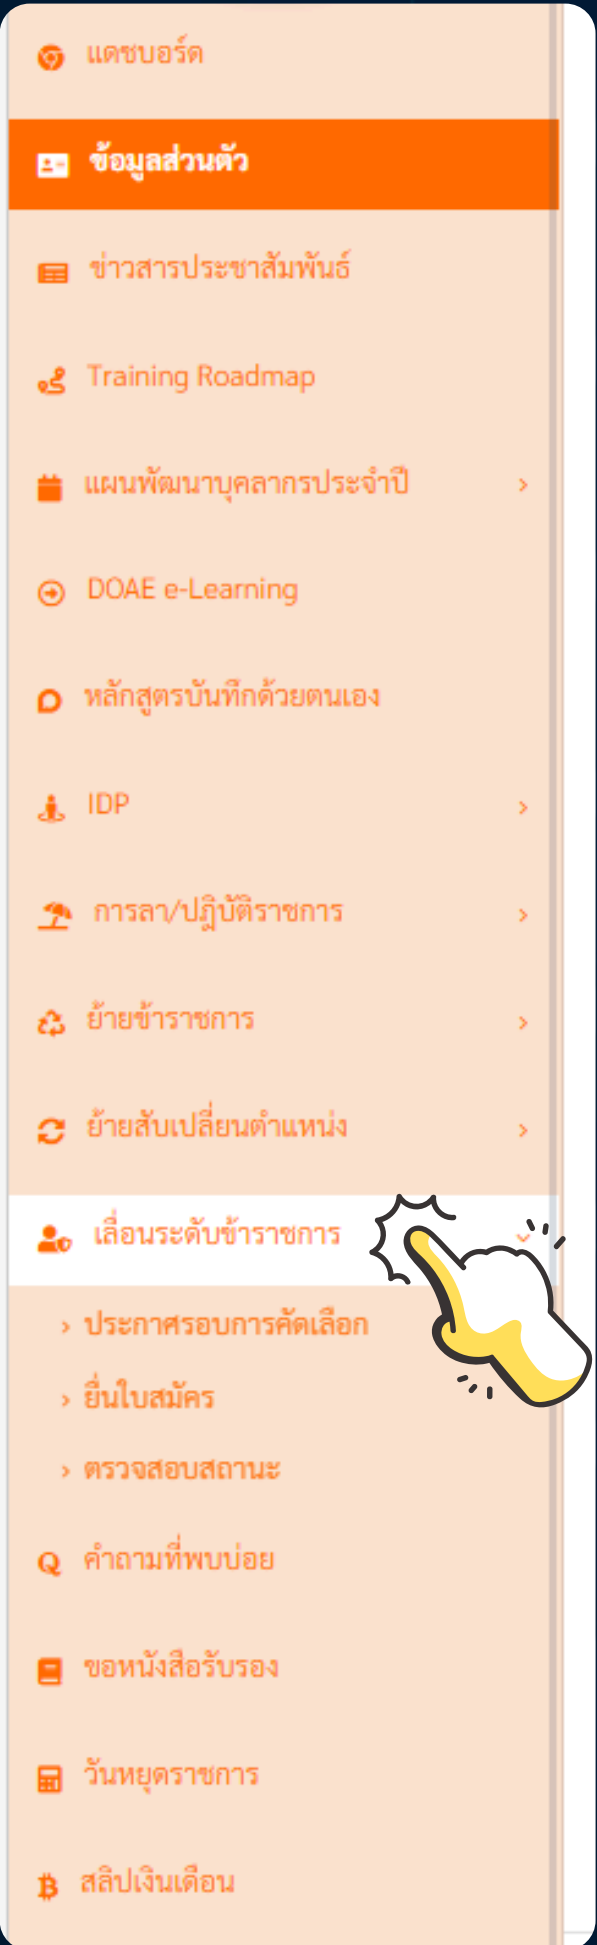 แดชบอร์ด
ข้อมูลส่วนตัว
ข่าวสารประชาสัมพันธ์
Training Roadmap
แผนพัฒนาบุคลากรประจำปี
DOAE e-Learning
หลักสูตรบันทึกด้วยตนเอง
IDP
การลา/ปฎิบัติราชการ
ย้ายข้าราชการ
ย้ายสับเปลี่ยนตำแหน่ง
เลื่อนระดับข้าราชการ
ประกาศรอบการคัดเลือก
ยื่นใบสมัคร
ตรวจสอบสถานะ
คำถามที่พบบ่อย
ขอหนังสือรับรอง
วันหยุดราชการ
สลิปเงินเดือน